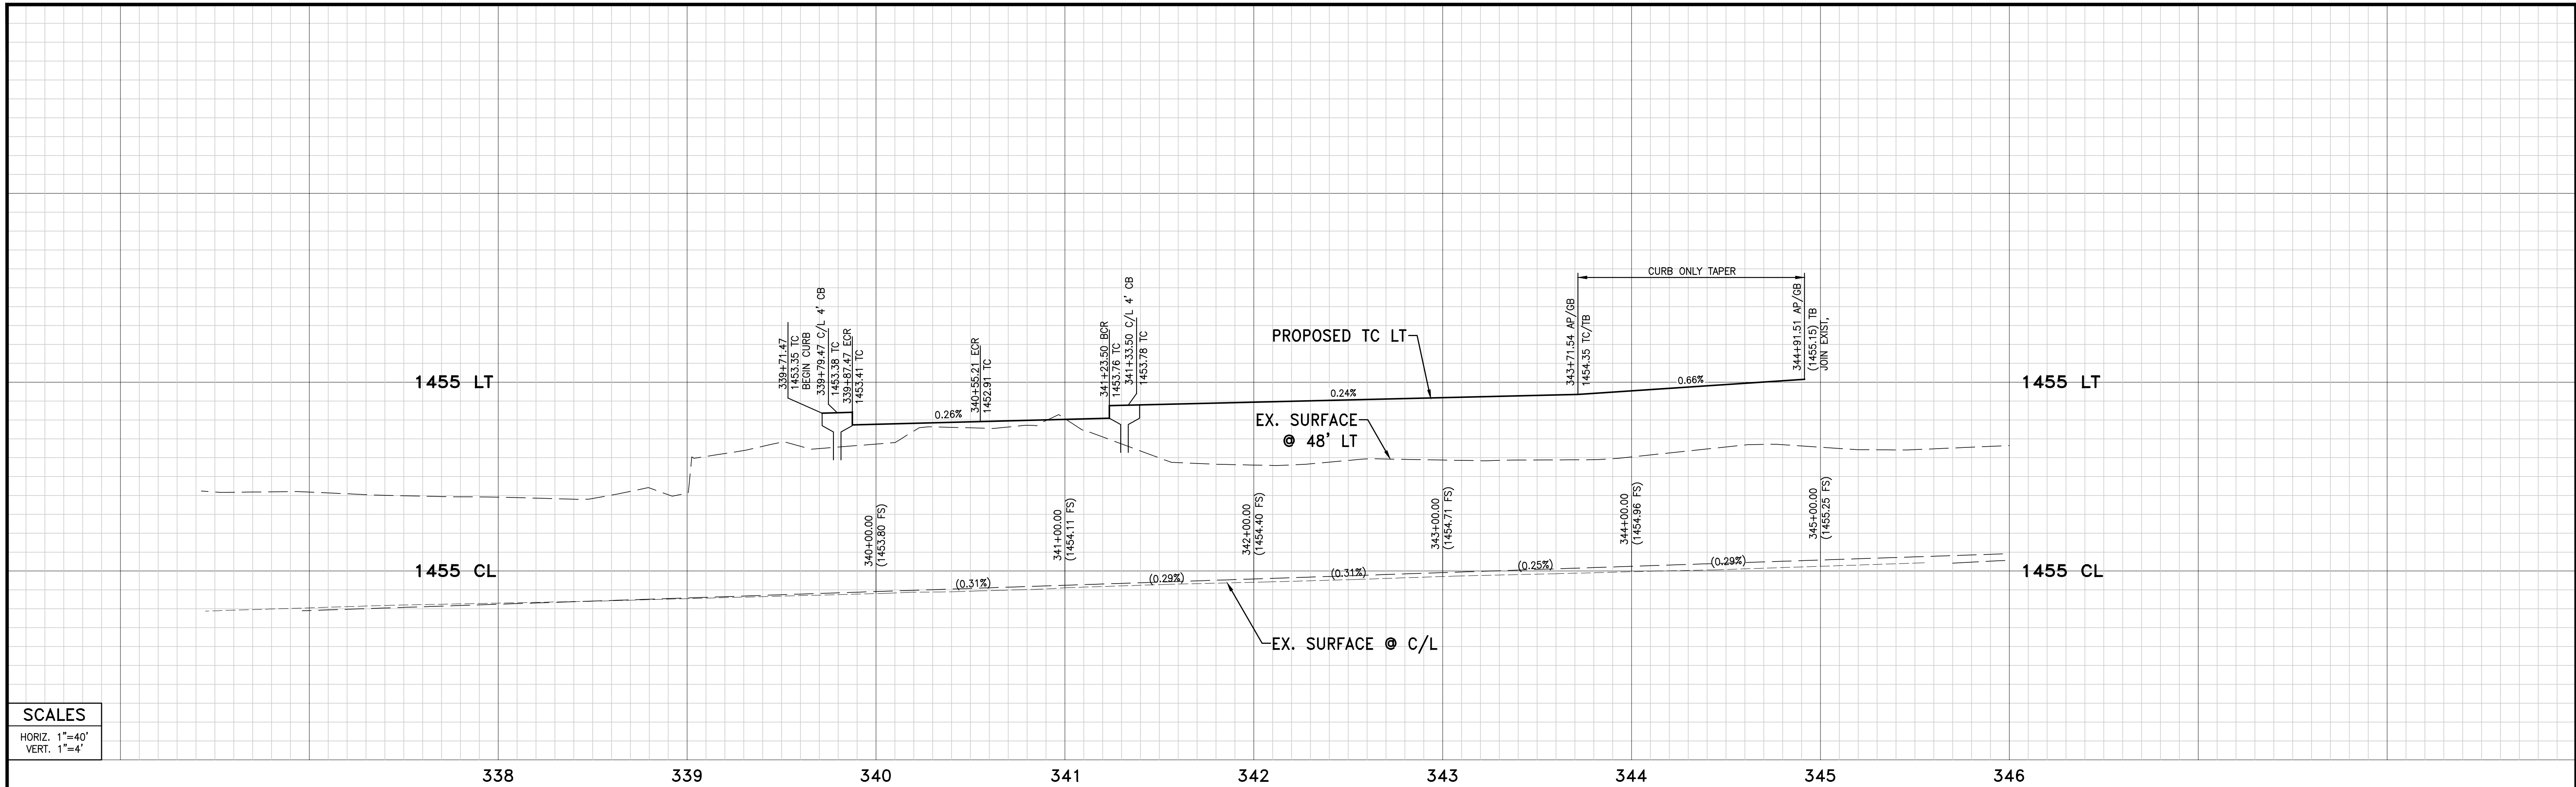 CURB ONLY TAPER
339+71.47
1453.35 TC
BEGIN CURB
339+79.47 C/L 4' CB
1453.38 TC
339+87.47 ECR
1453.41 TC
340+55.21 ECR
1452.91 TC
341+23.50 BCR
1453.76 TC
341+33.50 C/L 4' CB
1453.78 TC
343+71.54 AP/GB
1454.35 TC/TB
344+91.51 AP/GB
(1455.15) TB
JOIN EXIST,
PROPOSED TC LT
1455 LT
1455 LT
0.26%
0.24%
0.66%
EX. SURFACE
@ 48' LT
340+00.00
(1453.80 FS)
341+00.00
(1454.11 FS)
342+00.00
(1454.40 FS)
343+00.00
(1454.71 FS)
344+00.00
(1454.96 FS)
345+00.00
(1455.25 FS)
1455 CL
1455 CL
(0.31%)
(0.29%)
(0.31%)
(0.25%)
(0.29%)
EX. SURFACE @ C/L
SCALES
HORIZ. 1"=40'
VERT. 1"=4'
338
339
340
341
342
343
344
345
346